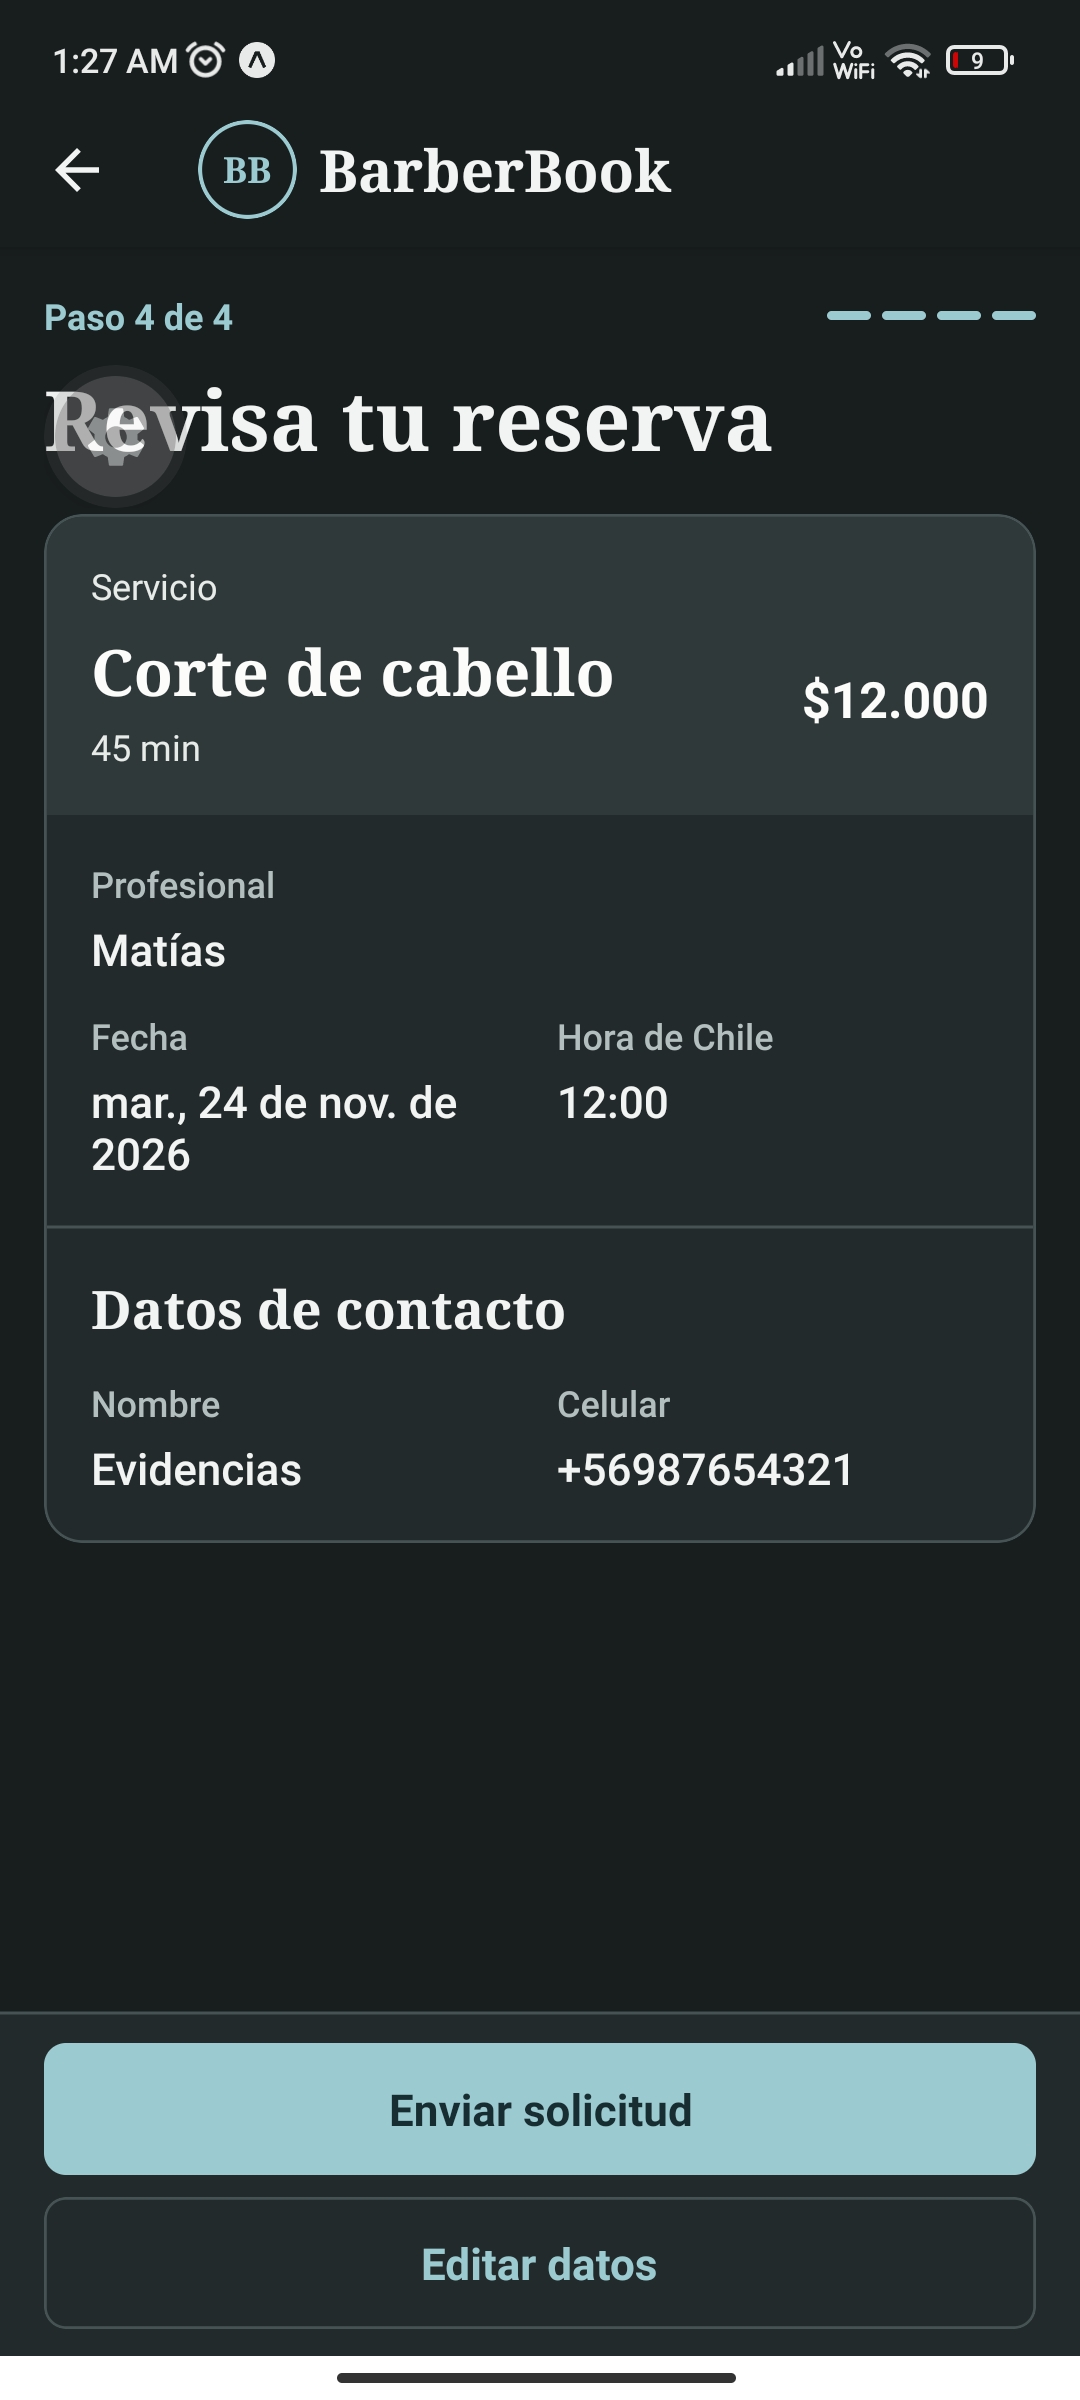 1:27 AM
Vo
WiFi
9
BB
BarberBook
Paso 4 de 4
Revisa tu reserva
Servicio
Corte de cabello
$12.000
45 min
Profesional
Matías
Fecha
Hora de Chile
mar., 24 de nov. de
12:00
2026
Datos de contacto
Nombre
Celular
Evidencias
+56987654321
Enviar solicitud
Editar datos